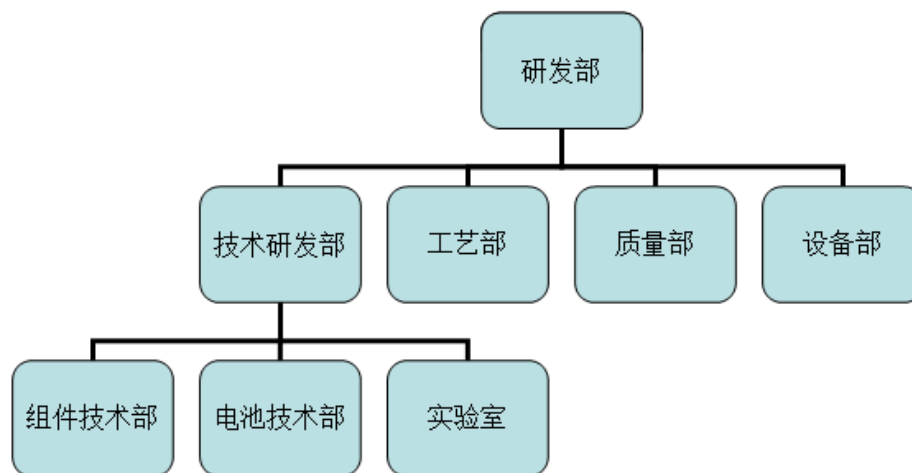 研发部
技术研发部
工艺部
质量部
设备部
组件技术部
电池技术部
实验室